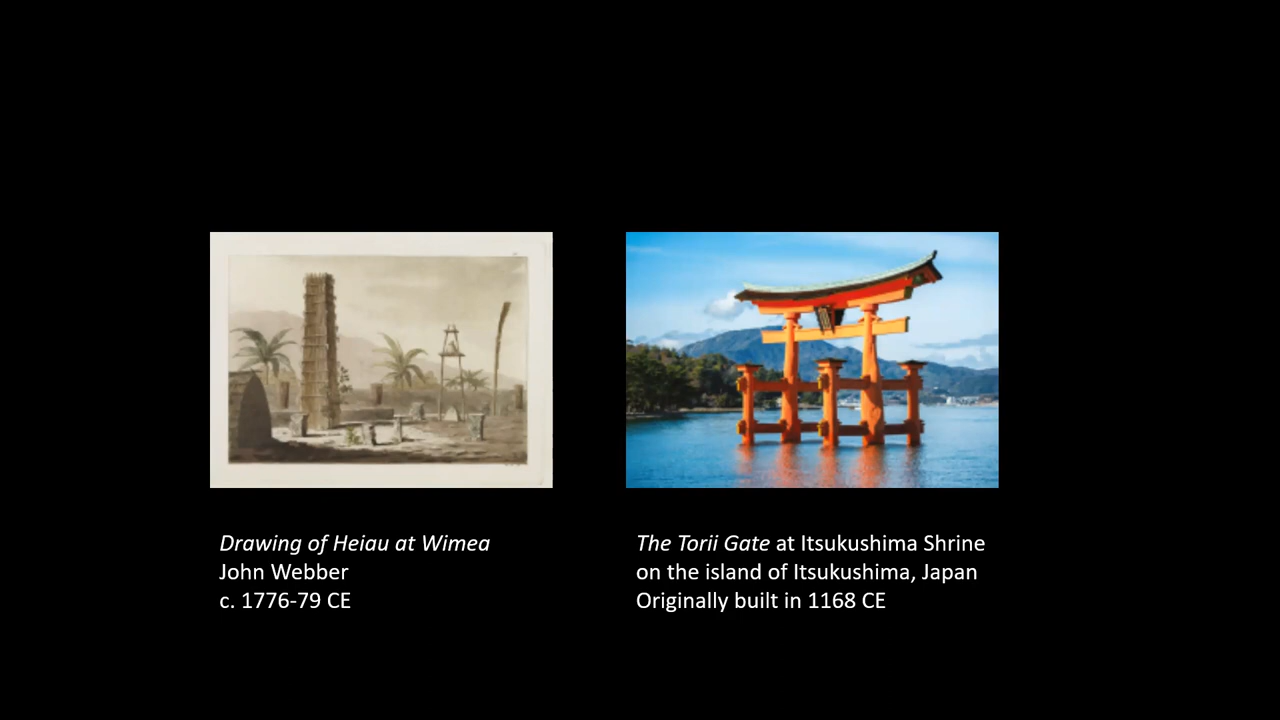 Drawing of Heiau at Wimea
John Webber
c. 1776-79 CE
The Torii Gate at Itsukushima Shrine
on the island of Itsukushima, Japan
Originally built in 1168 CE